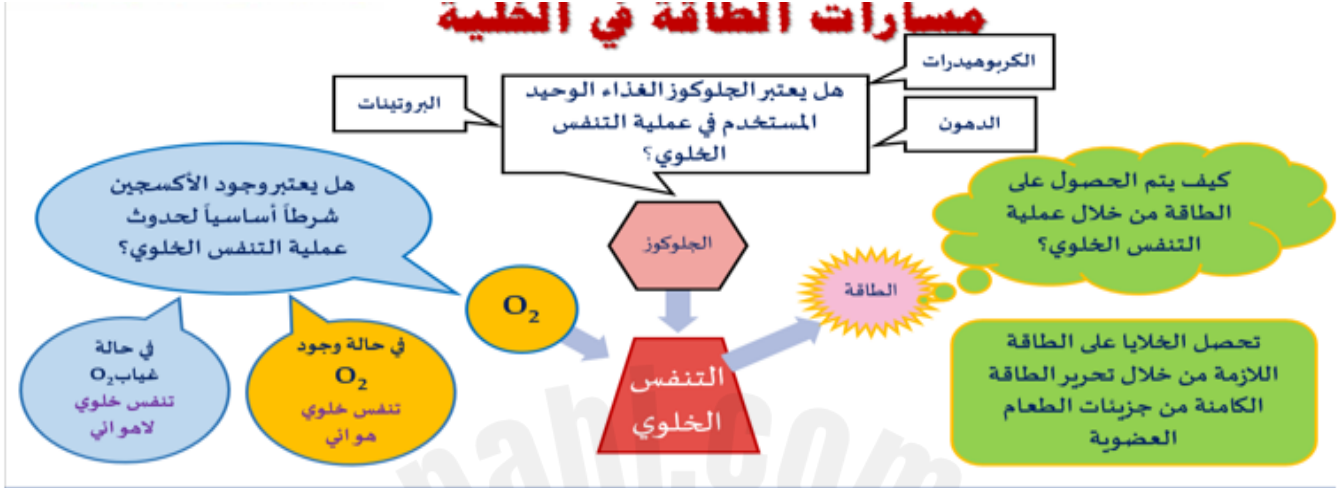 مسارات الطاقة في الخلية
الكربوهيدرات
هل يعتبر الجلوكوز الغذاء الوحيد
المستخدم في عملية التنفس
الخلوي؟
البروتينات
الدهون
كيف يتم الحصول على
الطاقة من خلال عملية
التنفس الخلوي؟
هل يعتبر وجود الأكسجين
شرطاً أساسياً لحدوث
عملية التنفس الخلوي؟
الجلوكوز
O₂
الطاقة
في حالة وجود
O₂
تنفس خلوي
هوائي
في حالة
غياب O₂
تنفس خلوي
لاهوائي
التنفس
الخلوي
تحصل الخلايا على الطاقة
اللازمة من خلال تحرير الطاقة
الكامنة من جزيئات الطعام
العضوية
nahj.com